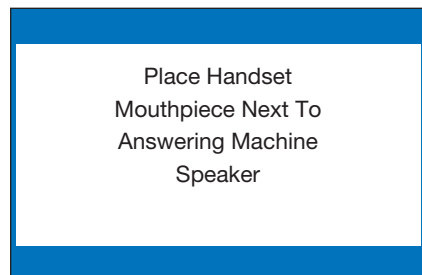 Place Handset
Mouthpiece Next To
Answering Machine
Speaker